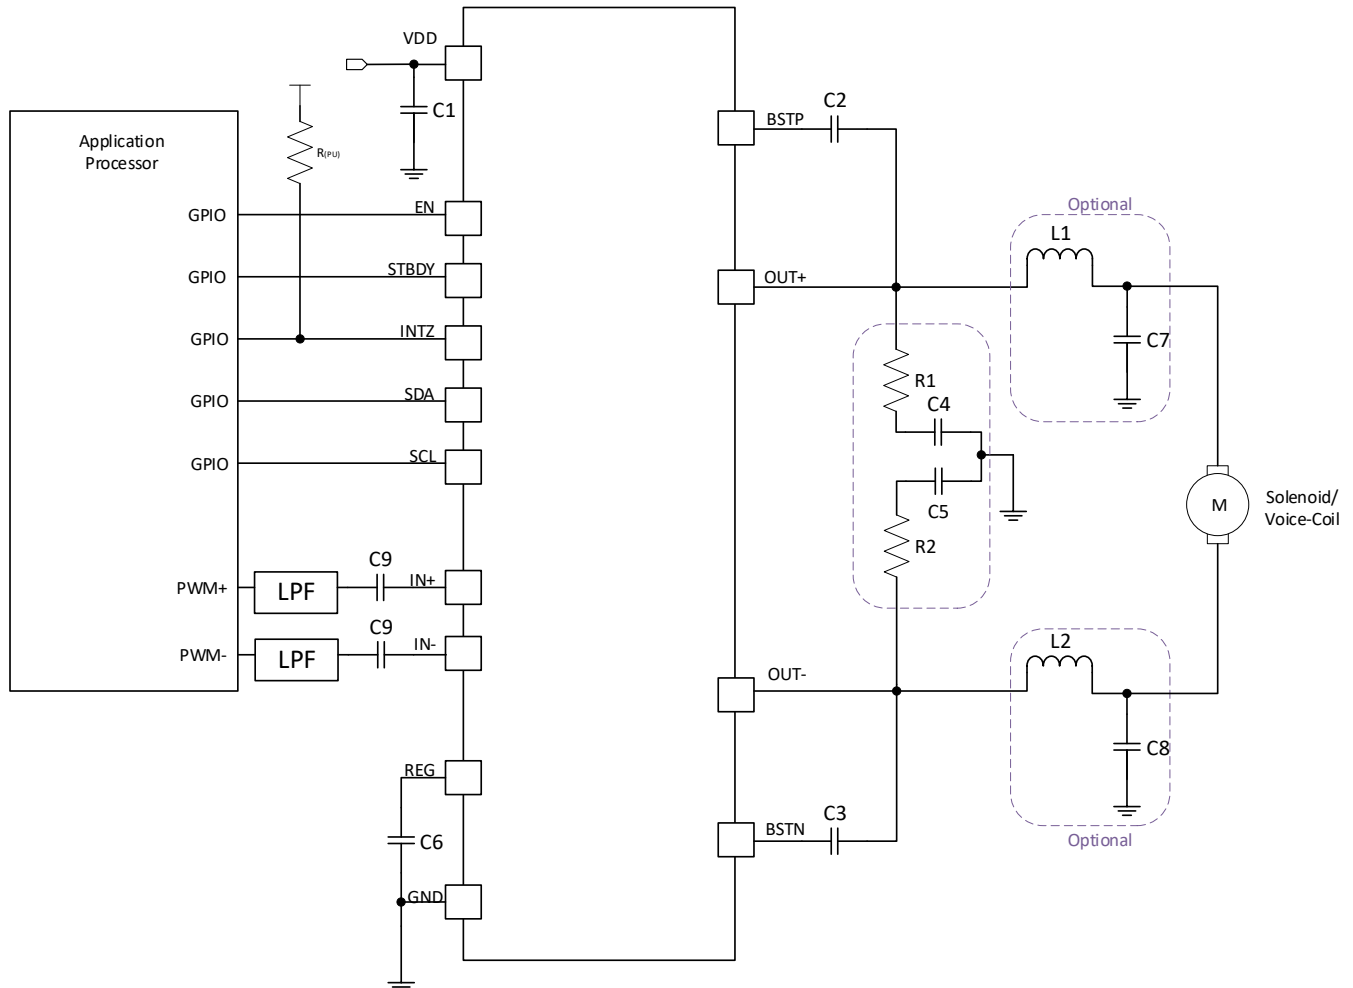 VDD
C1
Application
Processor
R(PU)
GPIO
EN
GPIO
STBDY
GPIO
INTZ
GPIO
SDA
GPIO
SCL
PWM+
LPF
C9
IN+
PWM-
LPF
C9
IN-
REG
C6
GND
BSTP
C2
OUT+
Optional
L1
C7
R1
C4
C5
R2
M
Solenoid/
Voice-Coil
OUT-
L2
C8
Optional
BSTN
C3